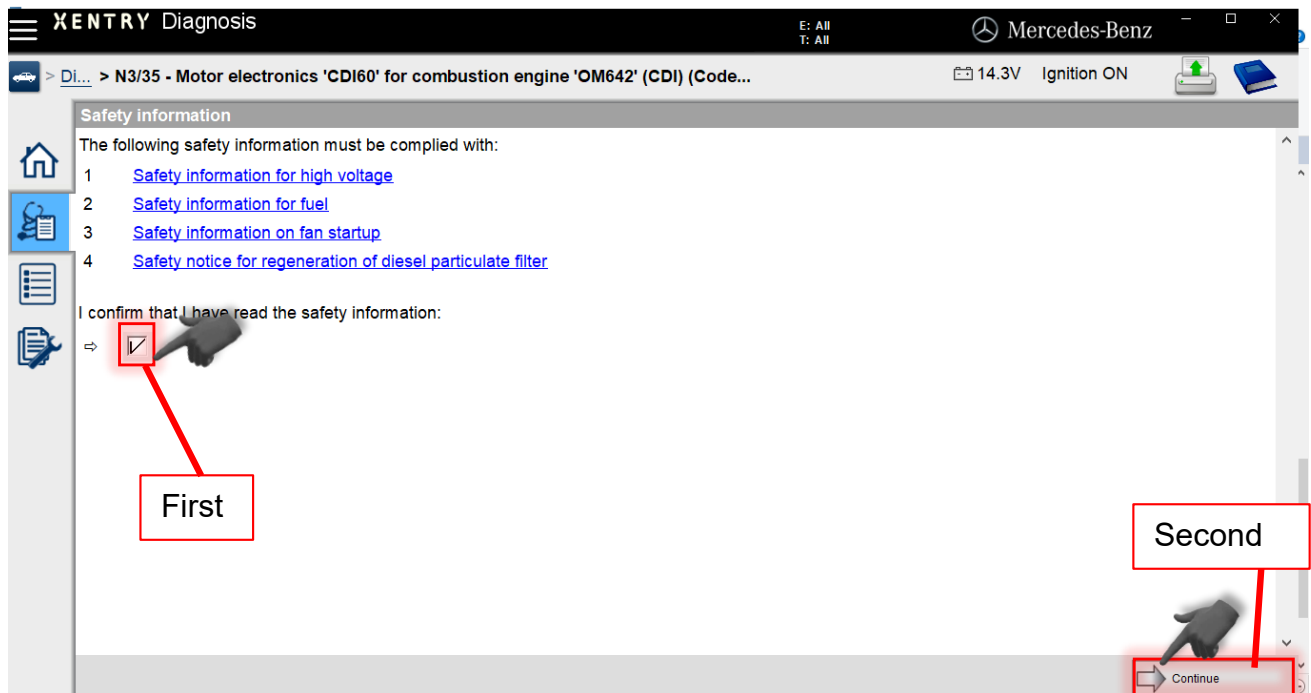 XENTRY Diagnosis
E: All
T: All
Mercedes-Benz
> Di... > N3/35 - Motor electronics 'CDI60' for combustion engine 'OM642' (CDI) (Code...
14.3V Ignition ON
Safety information
The following safety information must be complied with:
1 Safety information for high voltage
2 Safety information for fuel
3 Safety information on fan startup
4 Safety notice for regeneration of diesel particulate filter
I confirm that I have read the safety information:
First
Second
Continue